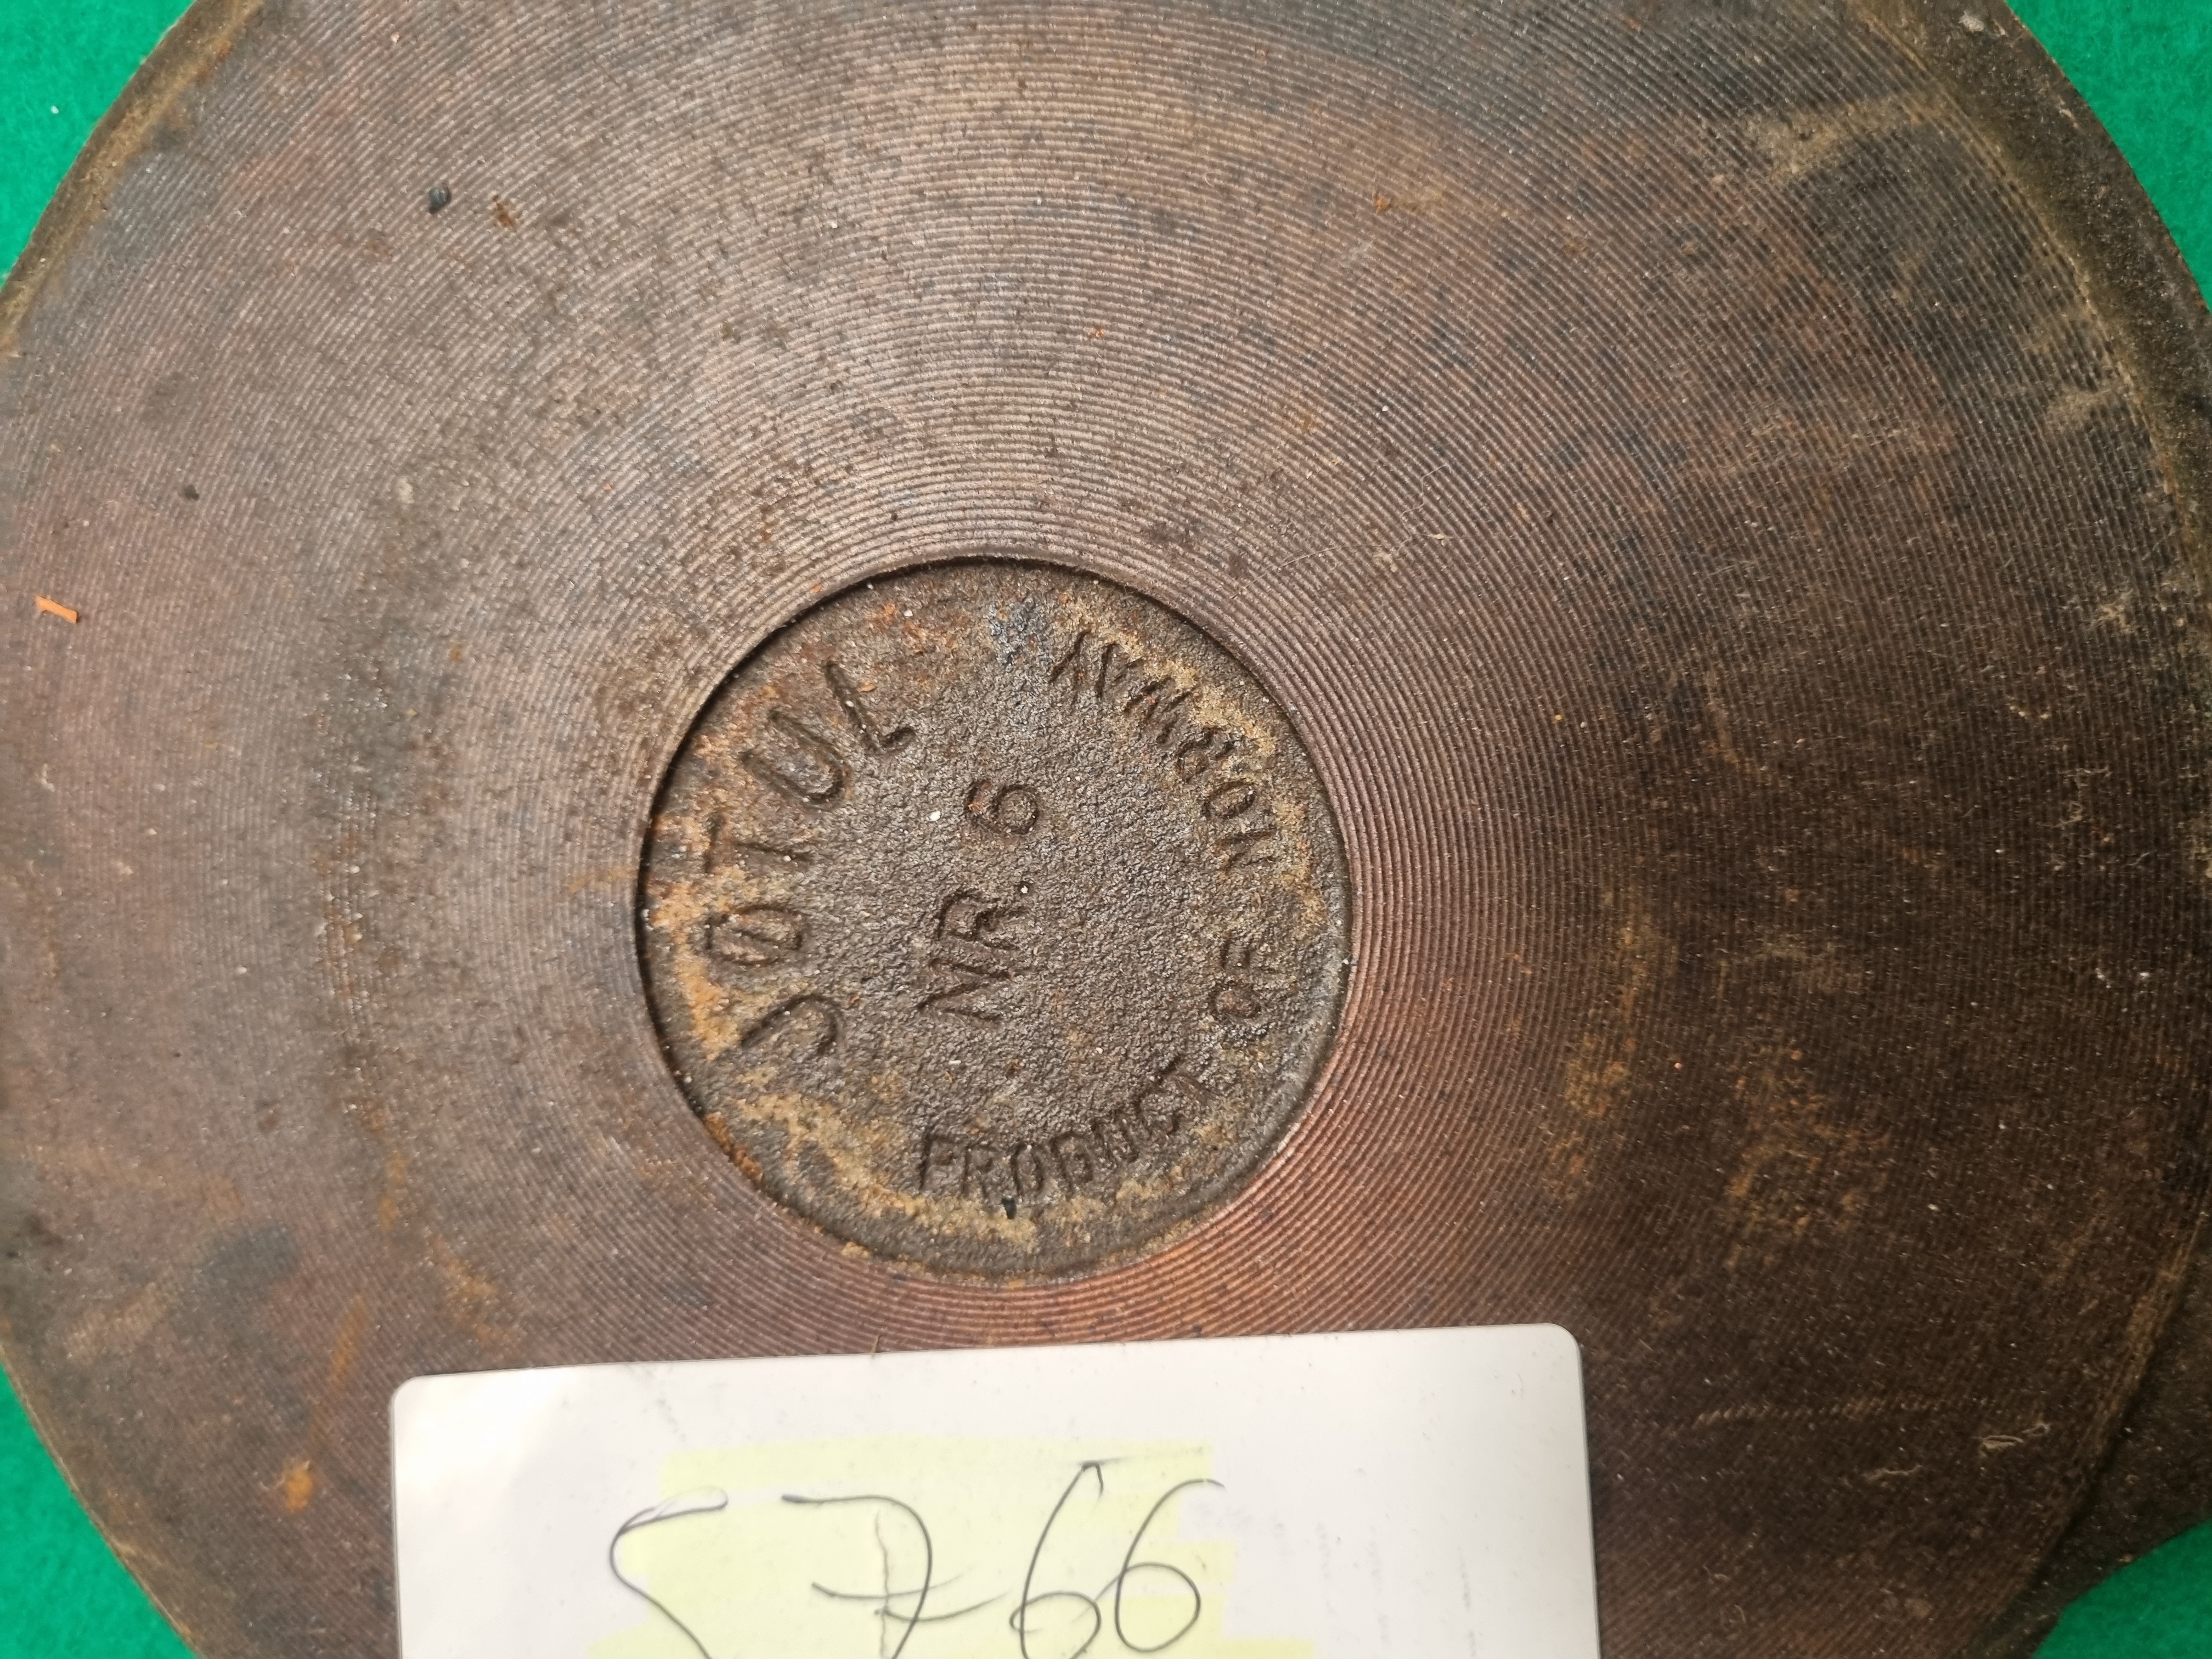 JØTUL
NR. 6
PRODUCT OF NORWAY
5766